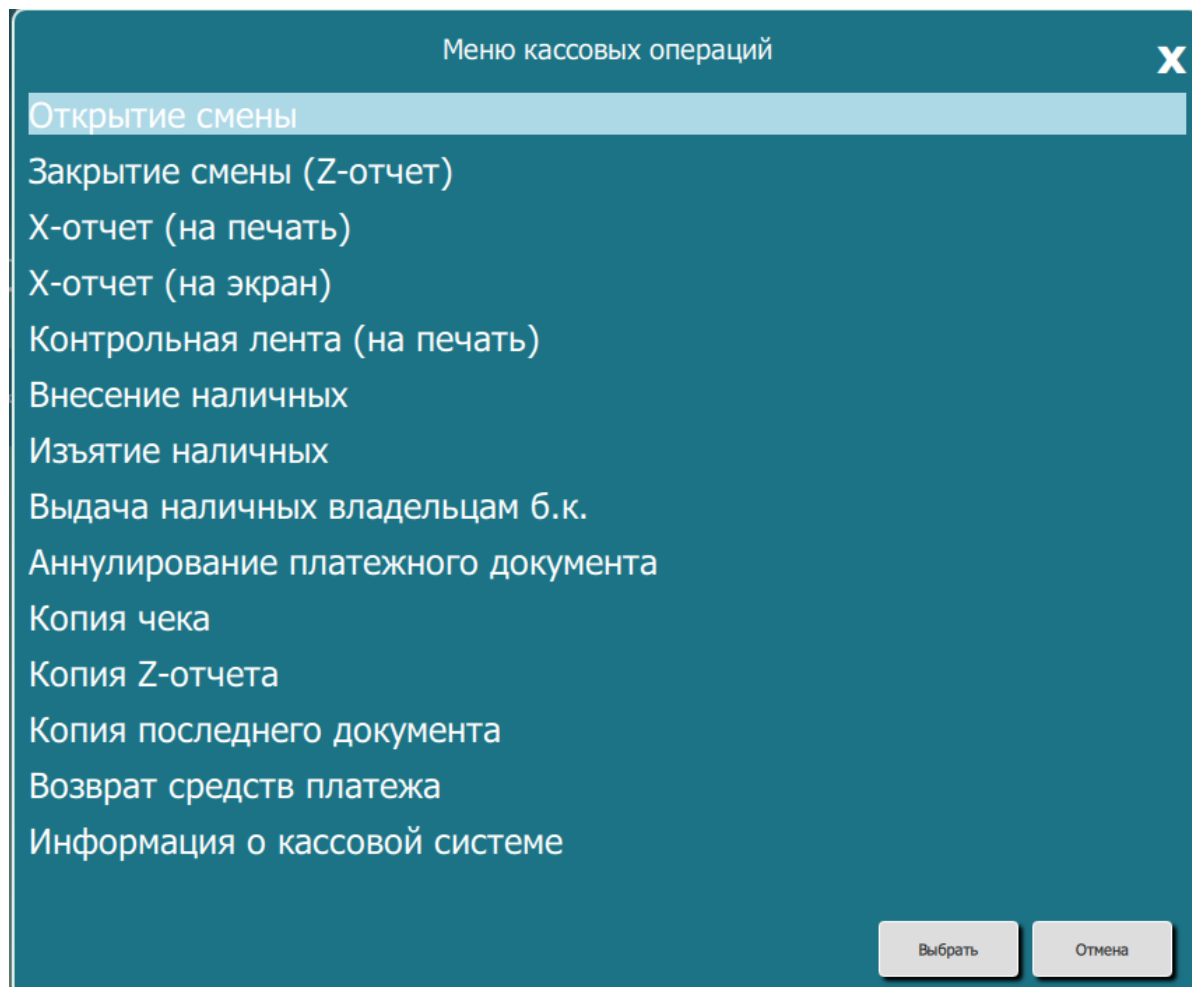 Меню кассовых операций
X
Открытие смены
Закрытие смены (Z-отчет)
Х-отчет (на печать)
Х-отчет (на экран)
Контрольная лента (на печать)
Внесение наличных
Изъятие наличных
Выдача наличных владельцам б.к.
Аннулирование платежного документа
Копия чека
Копия Z-отчета
Копия последнего документа
Возврат средств платежа
Информация о кассовой системе
Выбрать
Отмена